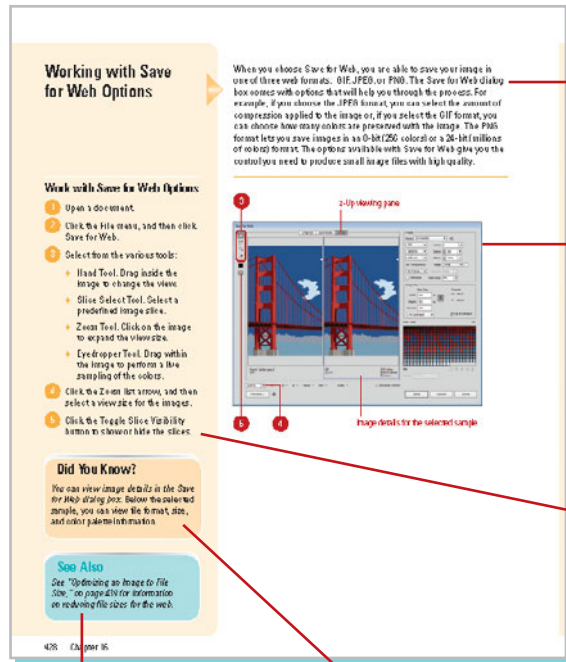 Working with Save
for Web Options
When you choose Save for Web, you are able to save your image in
one of three web formats: GIF, JPEG, or PNG. The Save for Web dialog
box comes with options that will help you through the process. For
example, if you choose the JPEG format, you can select the amount of
compression applied to the image or, if you select the GIF format, you
can choose how many colors are preserved with the image. The PNG
format lets you save images in an 8-bit (256 colors) or a 24-bit (millions
of colors) format. The options available with Save for Web give you the
control you need to produce small image files with high quality.
Work with Save for Web Options
1 Open a document.
2 Click the File menu, and then click
Save for Web.
3 Select from the various tools:
♦ Hand Tool. Drag inside the
image to change the view.
♦ Slice Select Tool. Select a
predefined image slice.
♦ Zoom Tool. Click on the image
to expand the view size.
♦ Eyedropper Tool. Drag within
the image to perform a live
sampling of the colors.
4 Click the Zoom list arrow, and then
select a view size for the images.
5 Click the Toggle Slice Visibility
button to show or hide the slices.
3
2-Up viewing pane
5
4
Image details for the selected sample
Did You Know?
You can view image details in the Save
for Web dialog box. Below the selected
sample, you can view file format, size,
and color palette information.
See Also
See "Optimizing an Image to File
Size," on page for information
on reducing file sizes for the web.
428 Chapter 16